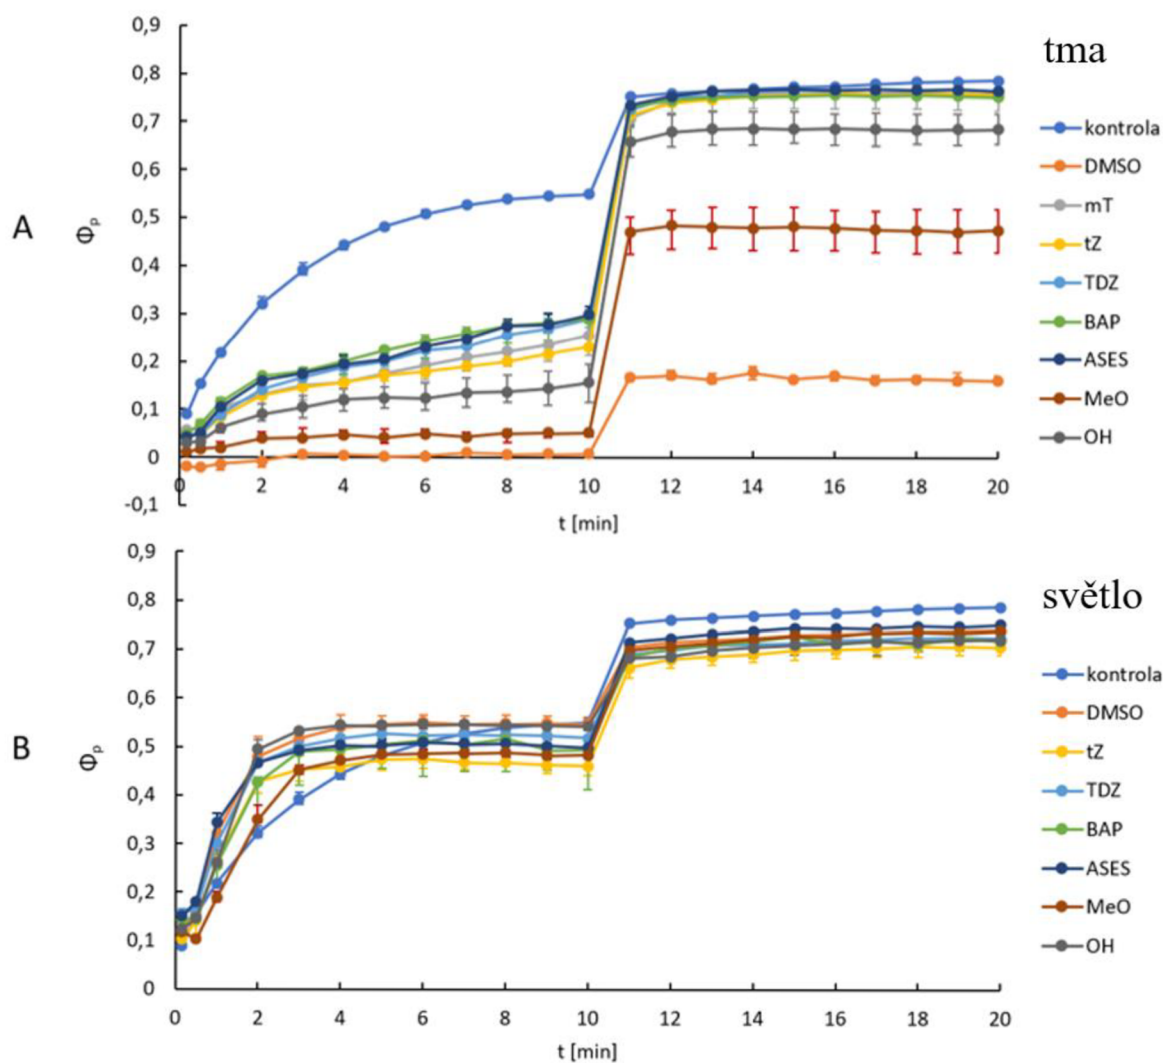 0,9
0,8
0,7
0,6
0,5
0,4
0,3
0,2
0,1
0
-0,1
A
Φp
2 4 6 8 10 12 14 16 18 20
t [min]
tma
kontrola
DMSO
mT
tZ
TDZ
BAP
ASES
MeO
OH
0,9
0,8
0,7
0,6
0,5
0,4
0,3
0,2
0,1
0
B
Φp
0 2 4 6 8 10 12 14 16 18 20
t [min]
světlo
kontrola
DMSO
tZ
TDZ
BAP
ASES
MeO
OH